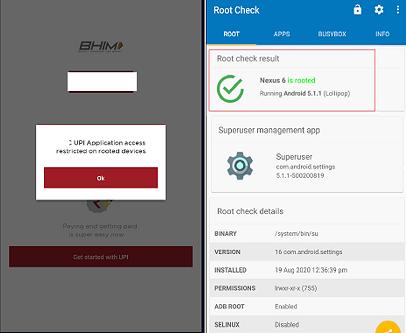 BHIM
: UPI Application access
restricted on rooted devices.
Ok
Paying and getting paid
is super easy now
Get started with UPI
Root Check
ROOT
APPS
BUSYBOX
INFO
Root check result
Nexus 6 is rooted
Running Android 5.1.1 (Lollipop)
Superuser management app
Superuser
com.android.settings
5.1.1-500200819
Root check details
BINARY /system/bin/su
VERSION 16 com.android.settings
INSTALLED 19 Aug 2020 12:36:39 pm
PERMISSIONS lrwxr-xr-x (755)
ADB ROOT Enabled
SELINUX Disabled